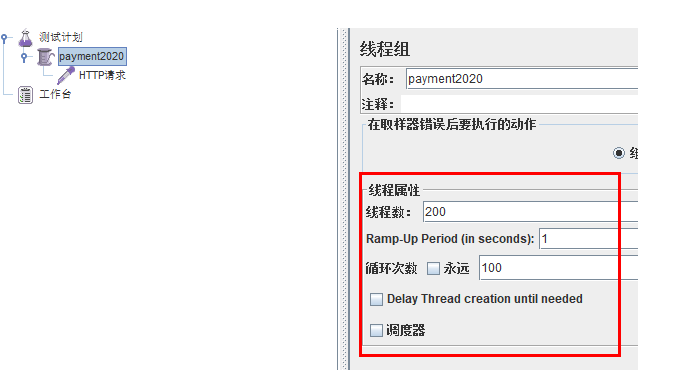 测试计划
payment2020
HTTP请求
工作台
线程组
名称： payment2020
注释：
在取样器错误后要执行的动作
线程属性
线程数： 200
Ramp-Up Period (in seconds): 1
循环次数 永远 100
Delay Thread creation until needed
调度器